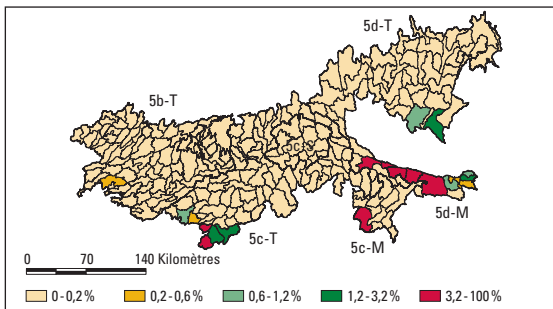 5d-T
5b-T
5c-S
5d-M
5c-M
5c-T
0 70 140 Kilomètres
0 - 0,2 % 0,2 - 0,6 % 0,6 - 1,2 % 1,2 - 3,2 % 3,2 - 100 %